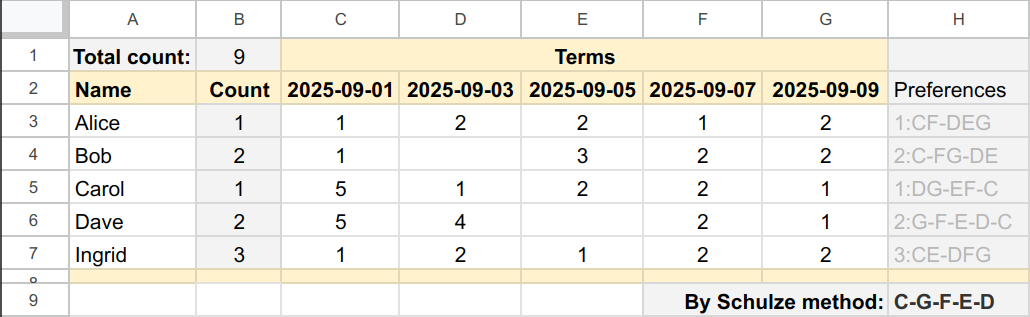 A B C D E F G H
1 Total count: 9 Terms
2 Name Count 2025-09-01 2025-09-03 2025-09-05 2025-09-07 2025-09-09 Preferences
3 Alice 1 1 2 2 1 2 1:CF-DEG
4 Bob 2 1 3 2 2 2:C-FG-DE
5 Carol 1 5 1 2 2 1 1:DG-EF-C
6 Dave 2 5 4 2 1 2:G-F-E-D-C
7 Ingrid 3 1 2 1 2 2 3:CE-DFG
8
9 By Schulze method: C-G-F-E-D